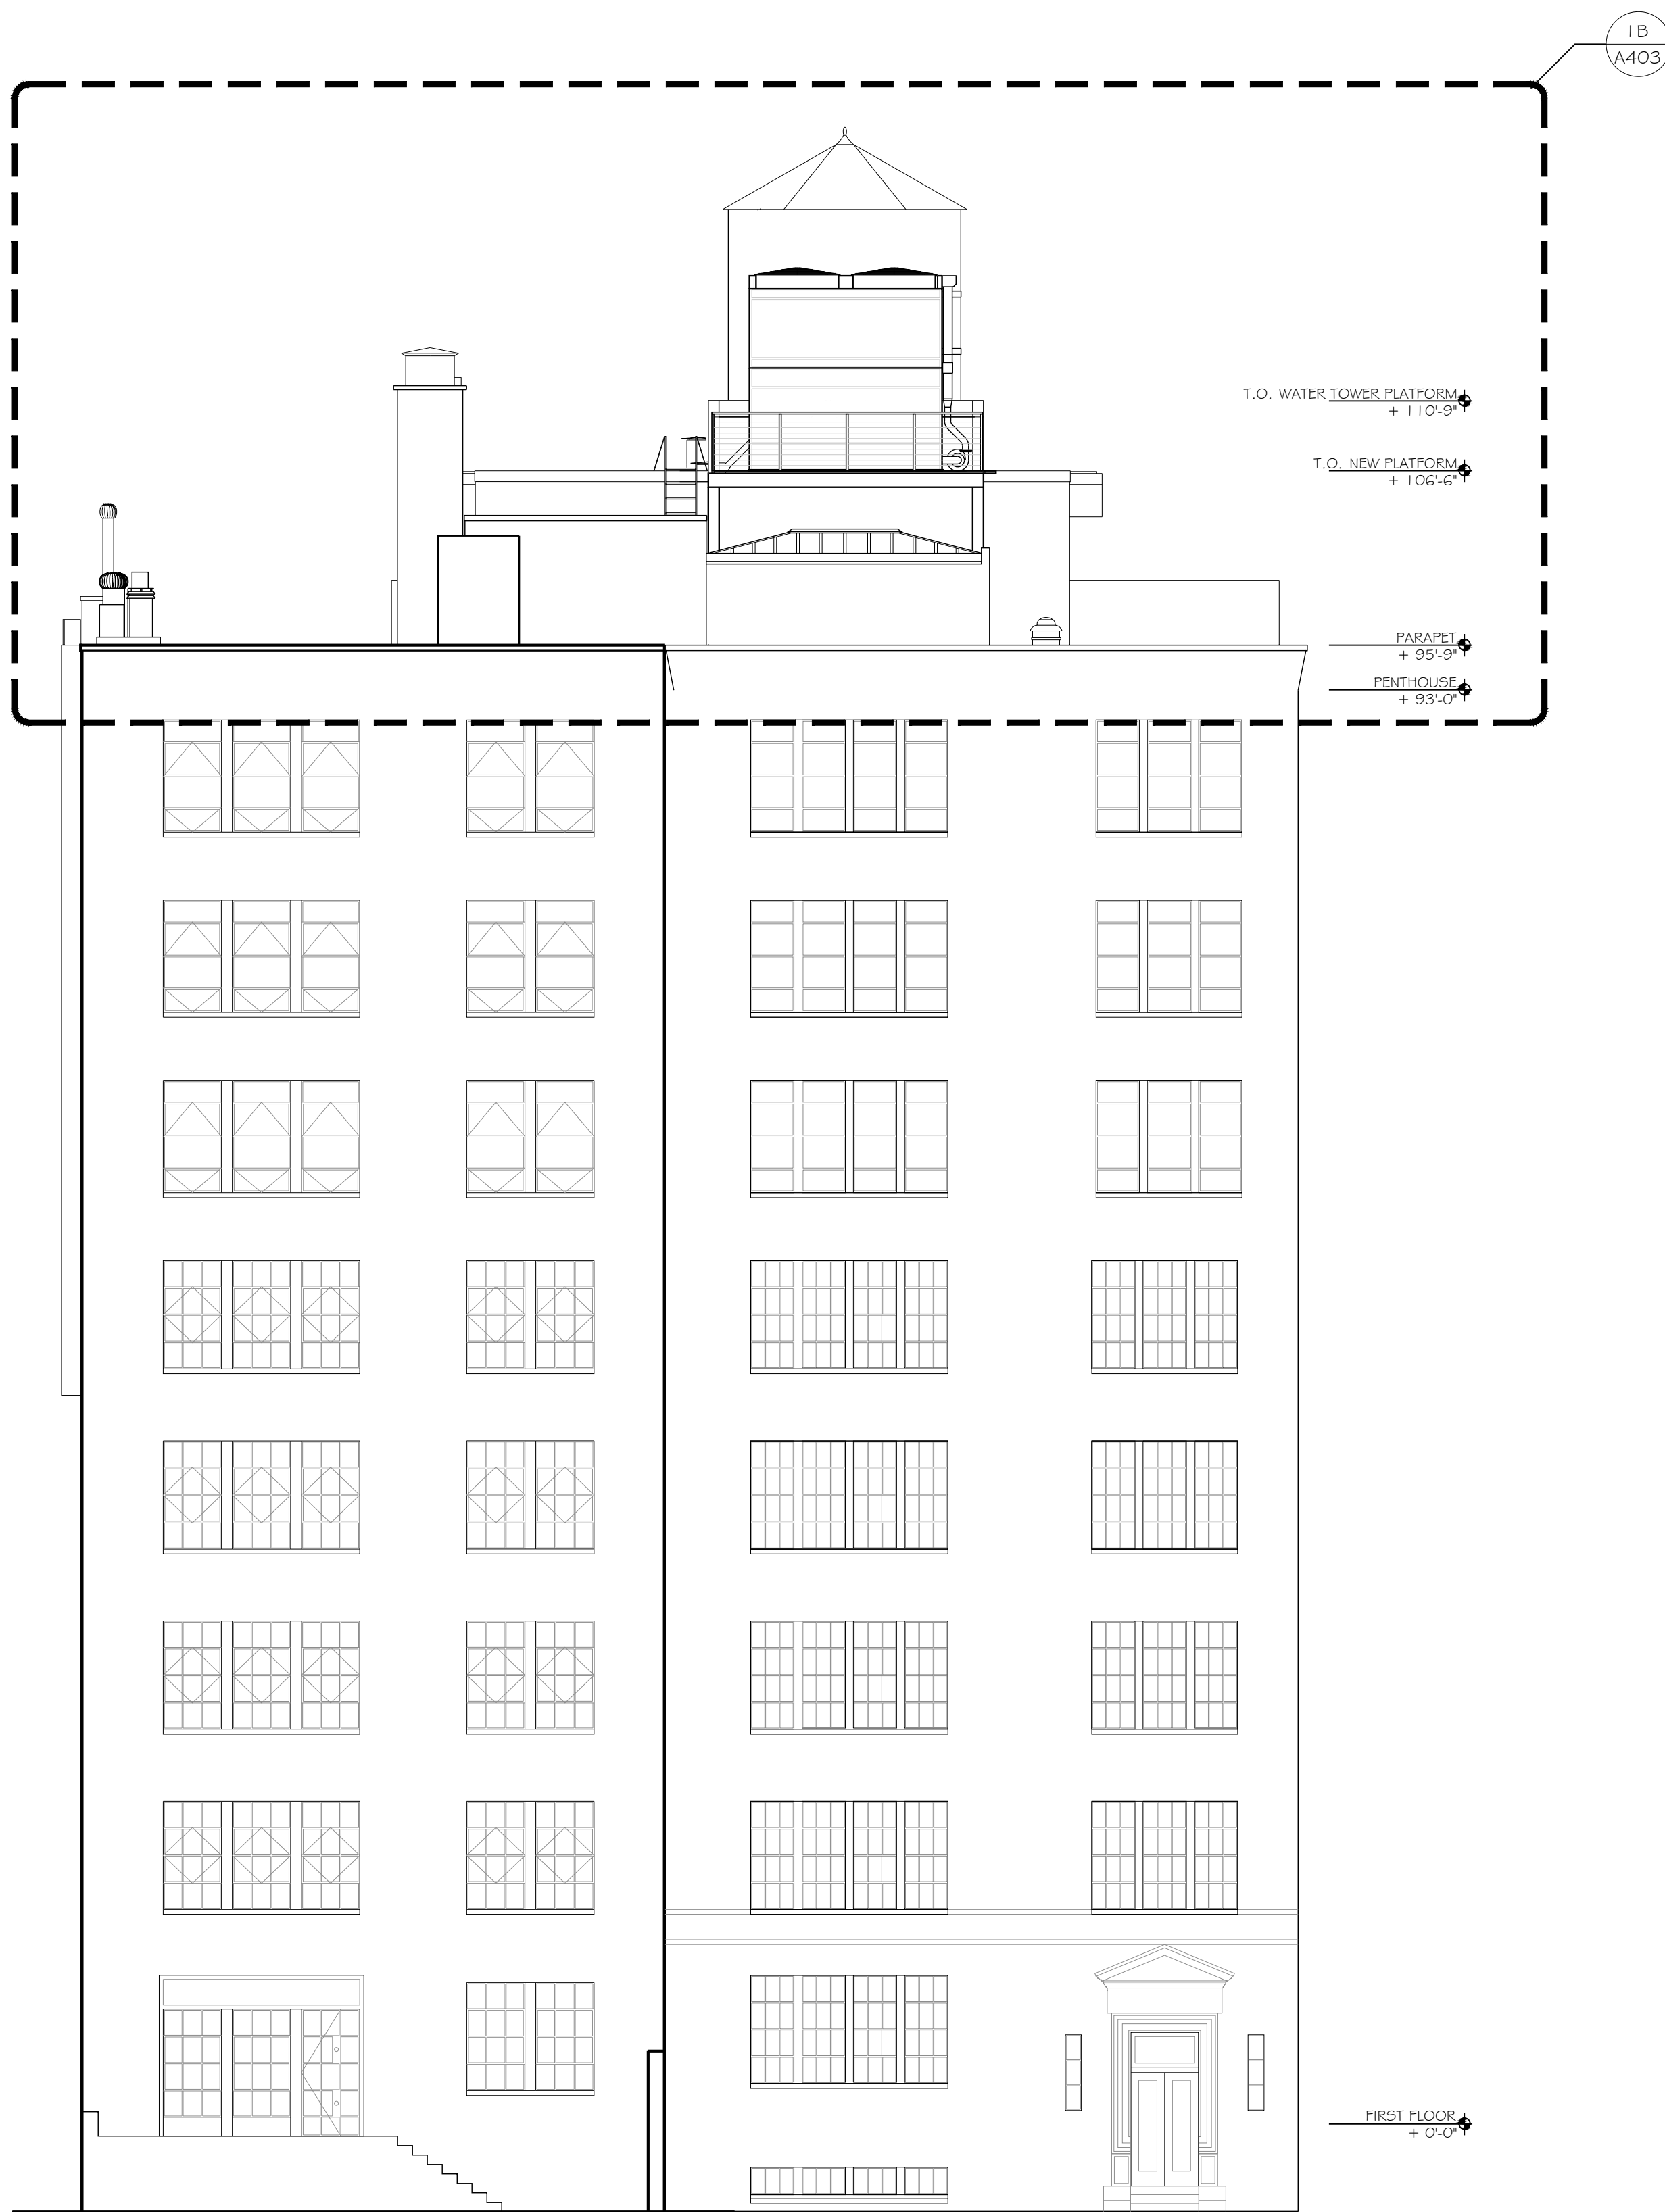 1B
A403
T.O. WATER TOWER PLATFORM
+ 110'-9"
T.O. NEW PLATFORM
+ 106'-6"
PARAPET
+ 95'-9"
PENTHOUSE
+ 93'-0"
FIRST FLOOR
+ 0'-0"